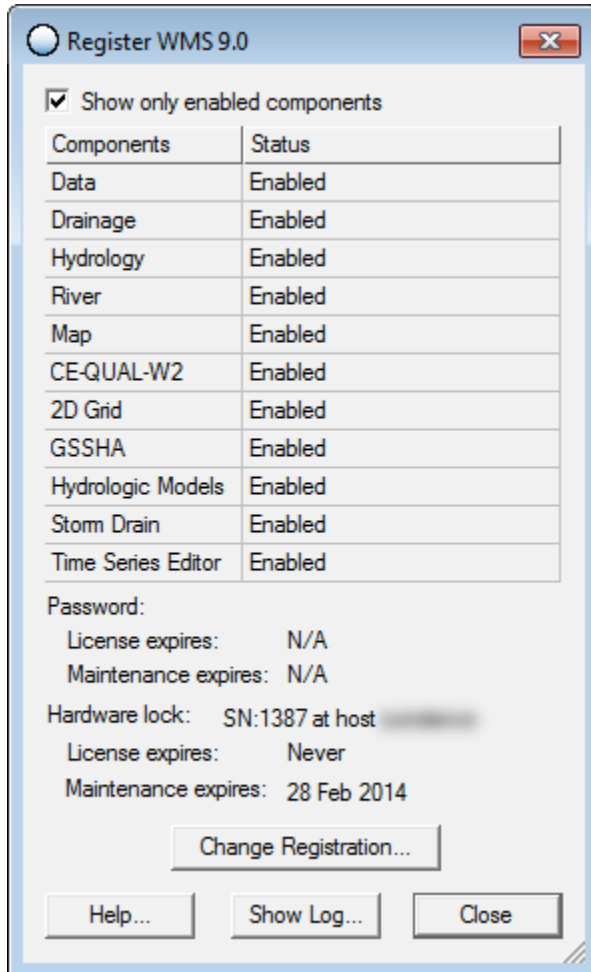 Register WMS 9.0
Show only enabled components
Components Status
Data Enabled
Drainage Enabled
Hydrology Enabled
River Enabled
Map Enabled
CE-QUAL-W2 Enabled
2D Grid Enabled
GSSHA Enabled
Hydrologic Models Enabled
Storm Drain Enabled
Time Series Editor Enabled
Password:
License expires: N/A
Maintenance expires: N/A
Hardware lock: SN:1387 at host
License expires: Never
Maintenance expires: 28 Feb 2014
Change Registration...
Help... Show Log... Close